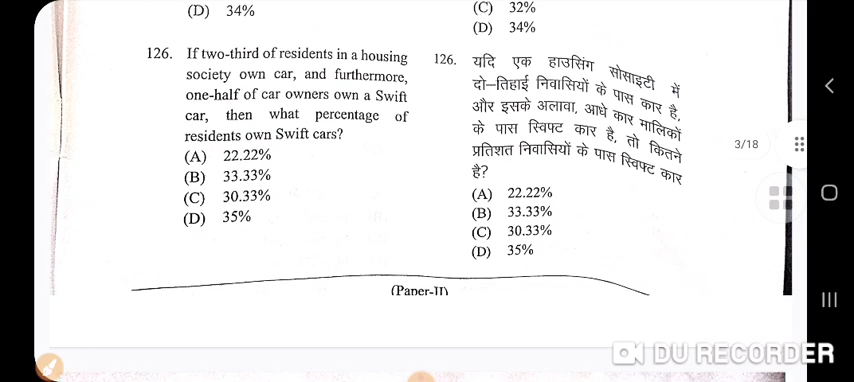 (D) 34%
126. If two-third of residents in a housing
society own car, and furthermore,
one-half of car owners own a Swift
car, then what percentage of
residents own Swift cars?
(A) 22.22%
(B) 33.33%
(C) 30.33%
(D) 35%
(C) 32%
(D) 34%
126. यदि एक हाउसिंग सोसाइटी में
दो–तिहाई निवासियों के पास कार है,
और इसके अलावा, आधे कार मालिकों
के पास स्विफ्ट कार है, तो कितने
प्रतिशत निवासियों के पास स्विफ्ट कार
है?
(A) 22.22%
(B) 33.33%
(C) 30.33%
(D) 35%
(Paper-II)
3/18
DU RECORDER